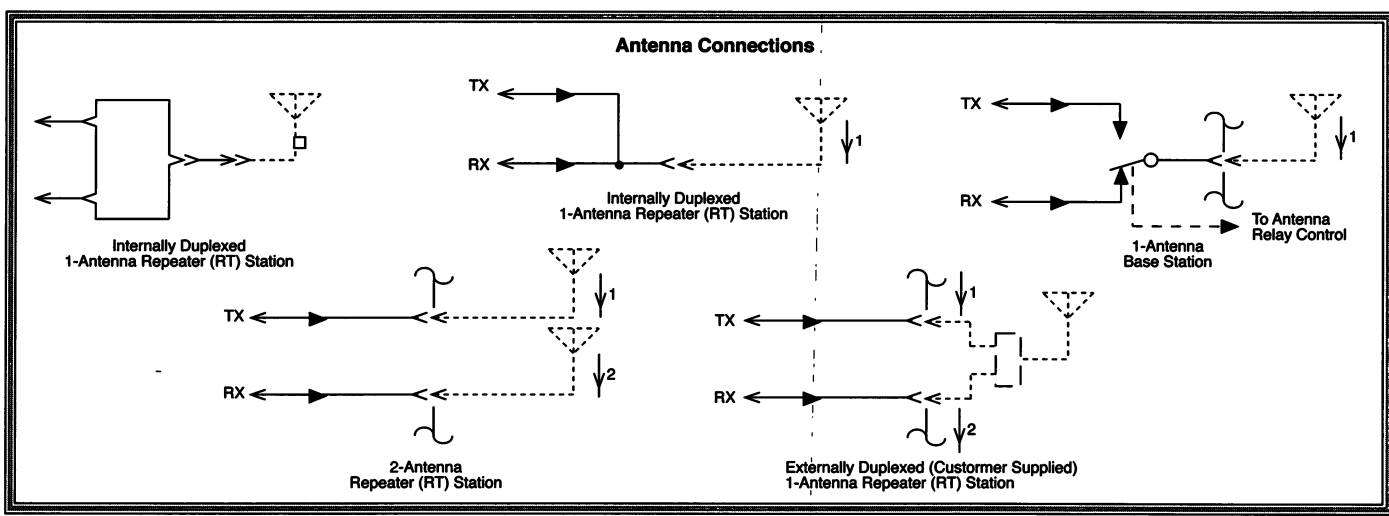 Antenna Connections
Internally Duplexed
1-Antenna Repeater (RT) Station
TX
RX
1
Internally Duplexed
1-Antenna Repeater (RT) Station
TX
RX
1
To Antenna
Relay Control
1-Antenna
Base Station
TX
RX
1
2
2-Antenna
Repeater (RT) Station
TX
RX
1
2
Externally Duplexed (Custormer Supplied)
1-Antenna Repeater (RT) Station